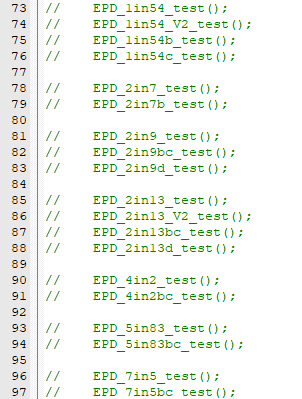 73 //    EPD_1in54_test();
74 //    EPD_1in54_V2_test();
75 //    EPD_1in54b_test();
76 //    EPD_1in54c_test();
77
78 //    EPD_2in7_test();
79 //    EPD_2in7b_test();
80
81 //    EPD_2in9_test();
82 //    EPD_2in9bc_test();
83 //    EPD_2in9d_test();
84
85 //    EPD_2in13_test();
86 //    EPD_2in13_V2_test();
87 //    EPD_2in13bc_test();
88 //    EPD_2in13d_test();
89
90 //    EPD_4in2_test();
91 //    EPD_4in2bc_test();
92
93 //    EPD_5in83_test();
94 //    EPD_5in83bc_test();
95
96 //    EPD_7in5_test();
97 //    EPD_7in5bc_test();